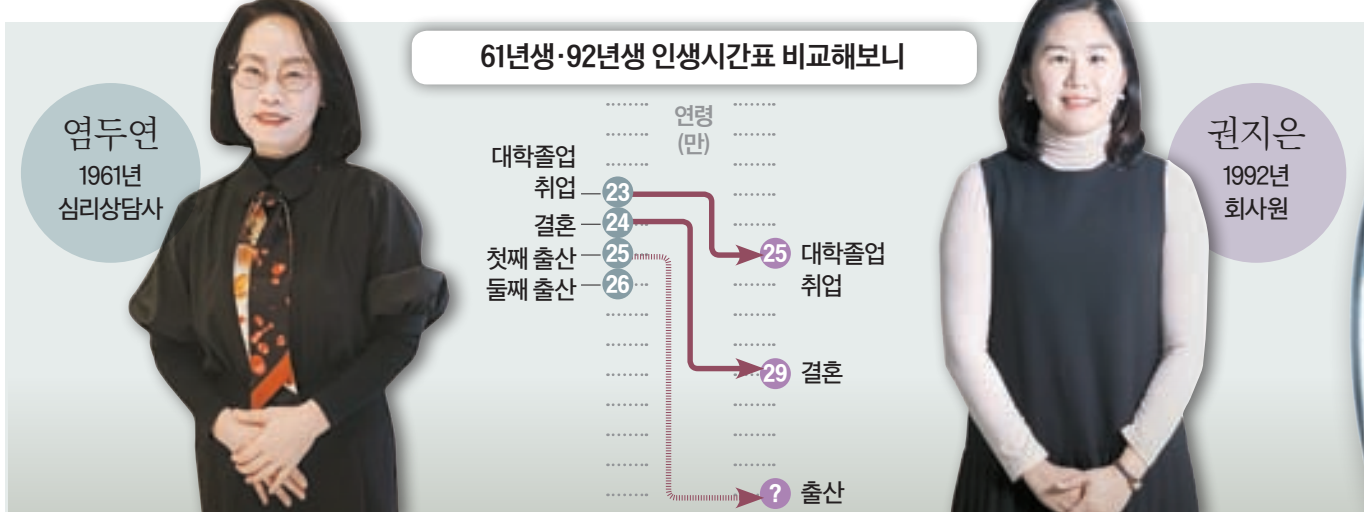 61년생·92년생 인생시간표 비교해보니
염두연
1961년
심리상담사
연령
(만)
대학졸업
취업 23
결혼 24
첫째 출산 25
둘째 출산 26
25 대학졸업
취업
29 결혼
? 출산
권지은
1992년
회사원